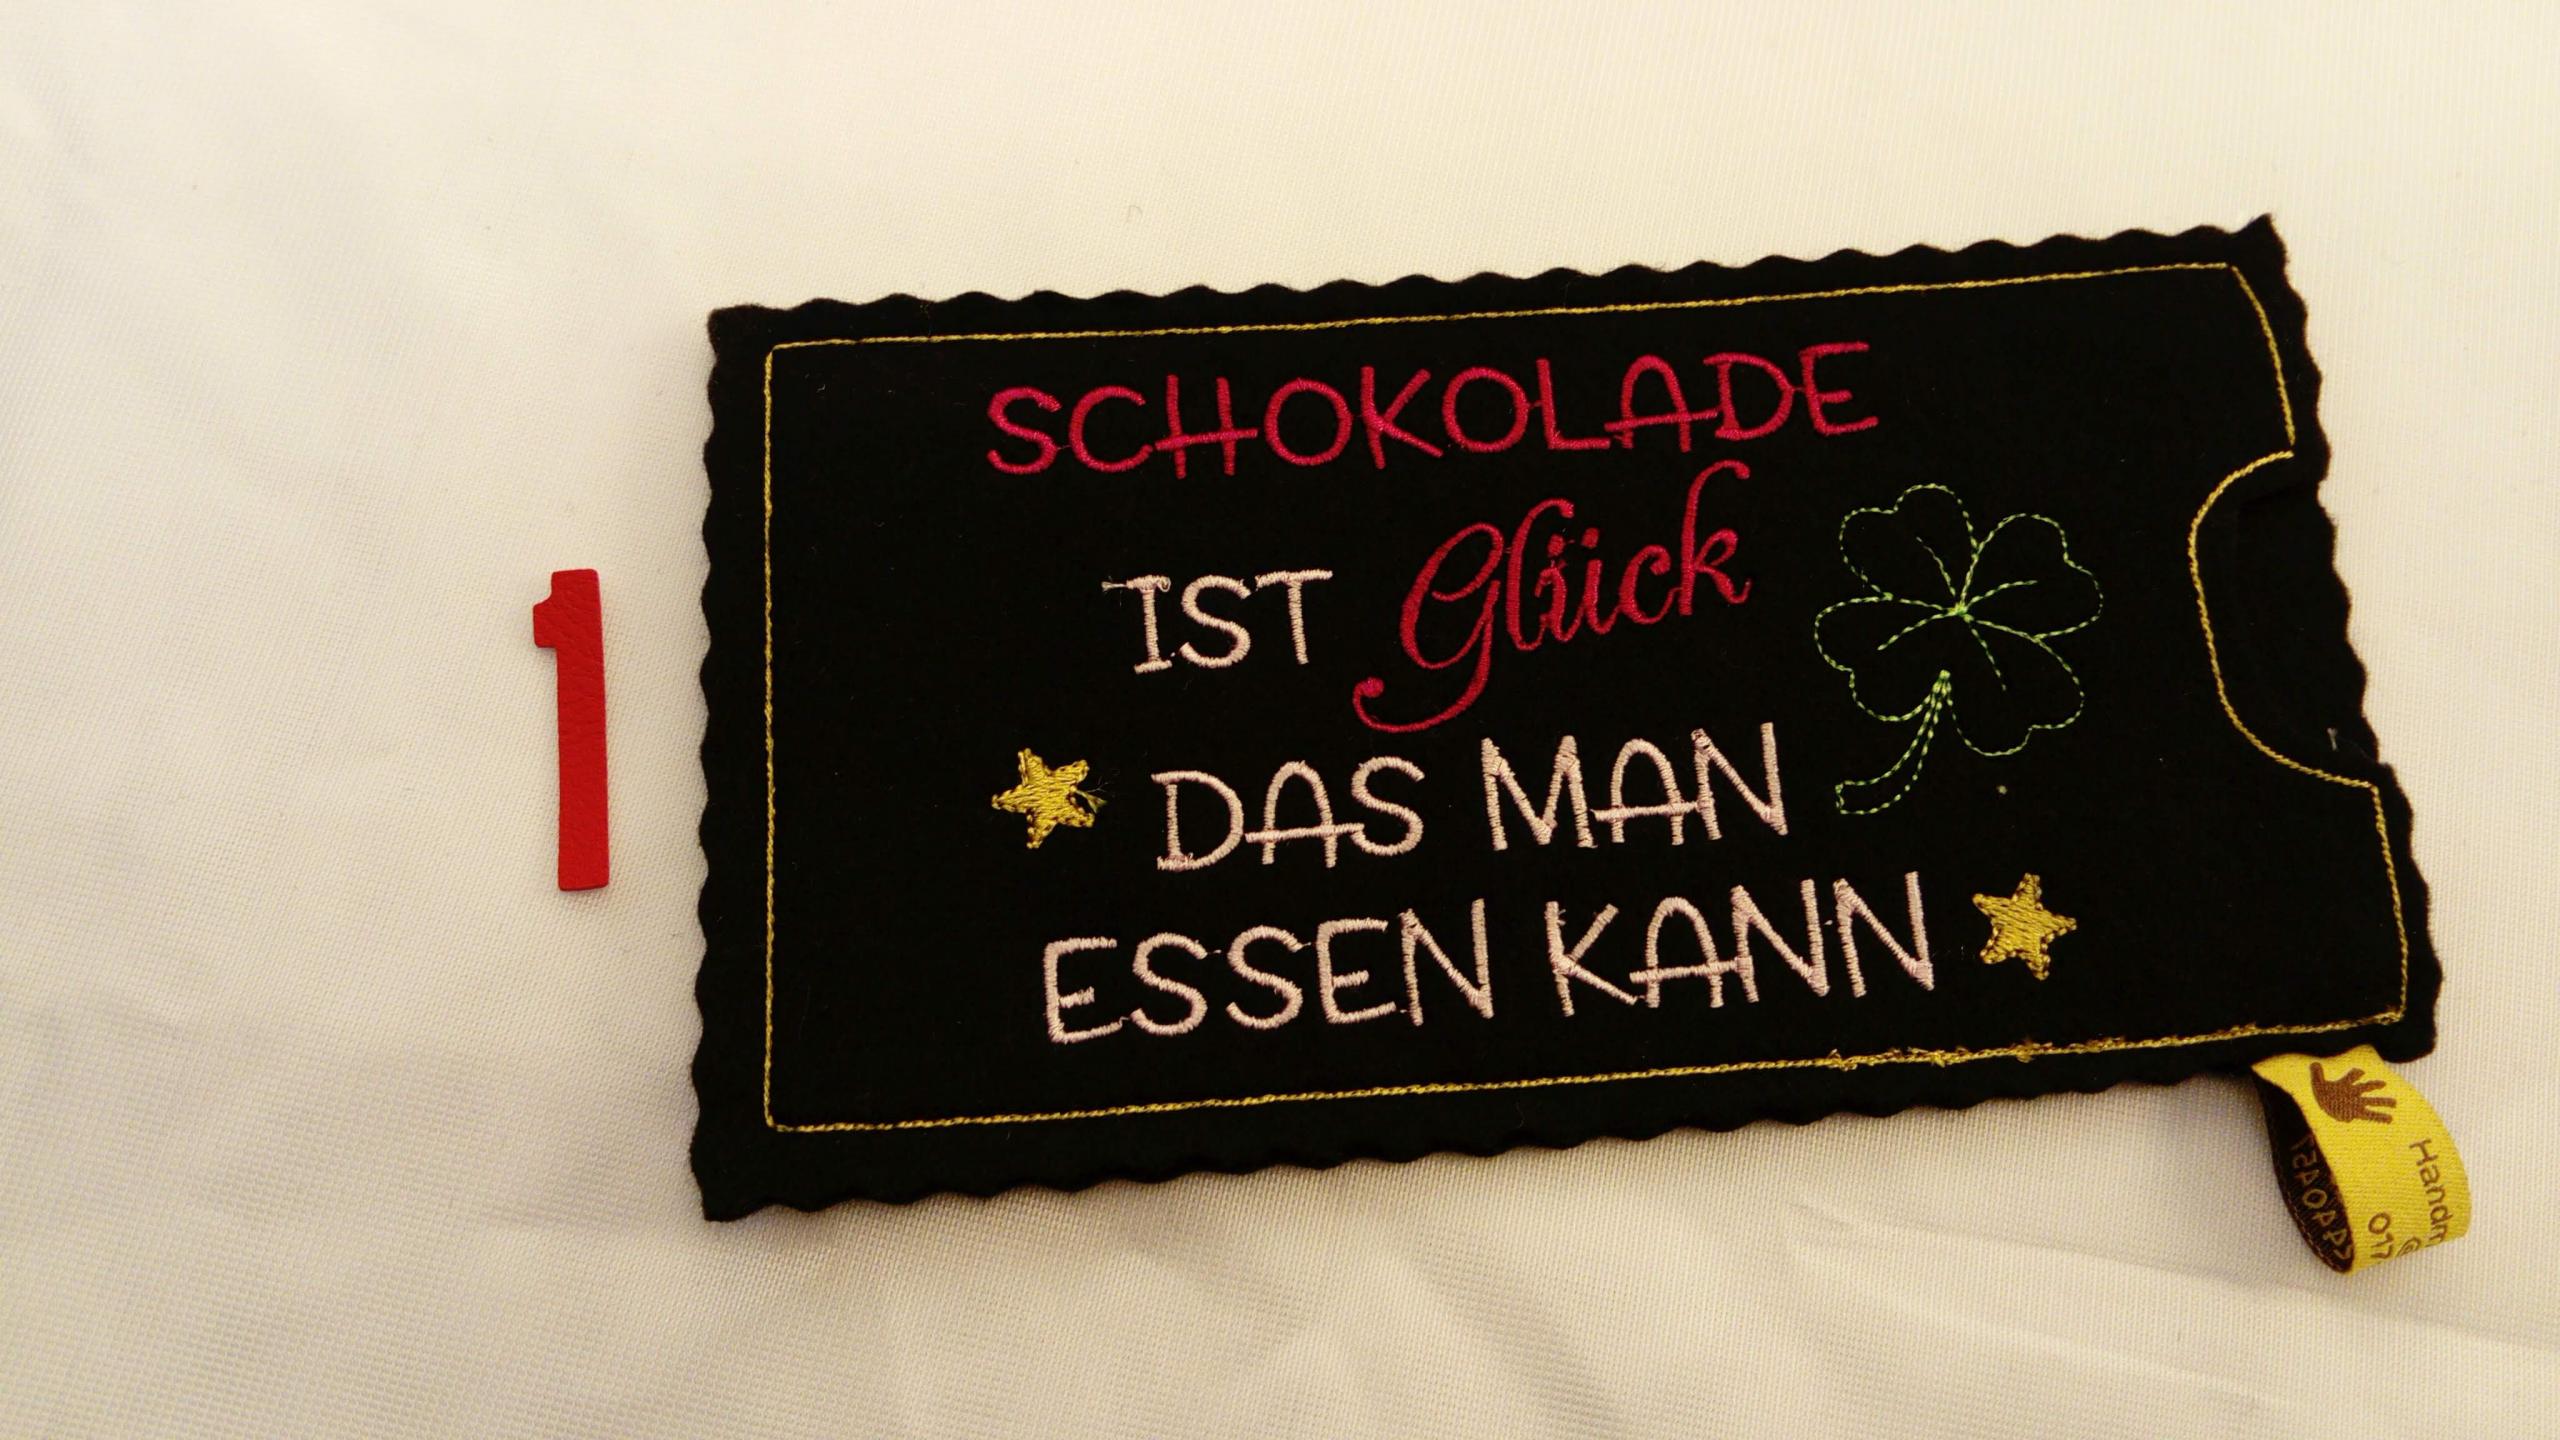 1
SCHOKOLADE
IST Glück
DAS MAN
ESSEN KANN